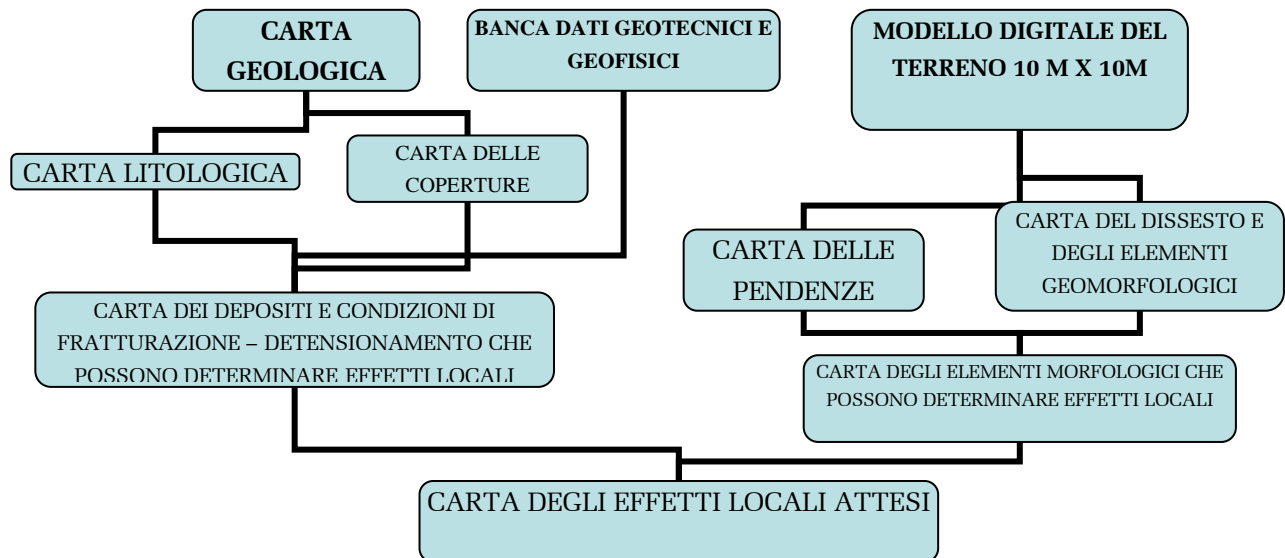 CARTA
GEOLOGICA
BANCA DATI GEOTECNICI E
GEOFISICI
MODELLO DIGITALE DEL
TERRENO 10 M X 10M
CARTA LITOLOGICA
CARTA DELLE
COPERTURE
CARTA DELLE
PENDENZE
CARTA DEL DISSESTO E
DEGLI ELEMENTI
GEOMORFOLOGICI
CARTA DEI DEPOSITI E CONDIZIONI DI
FRATTURAZIONE – DETENSIONAMENTO CHE
POSSONO DETERMINARE EFFETTI LOCALI
CARTA DEGLI ELEMENTI MORFOLOGICI CHE
POSSONO DETERMINARE EFFETTI LOCALI
CARTA DEGLI EFFETTI LOCALI ATTESI